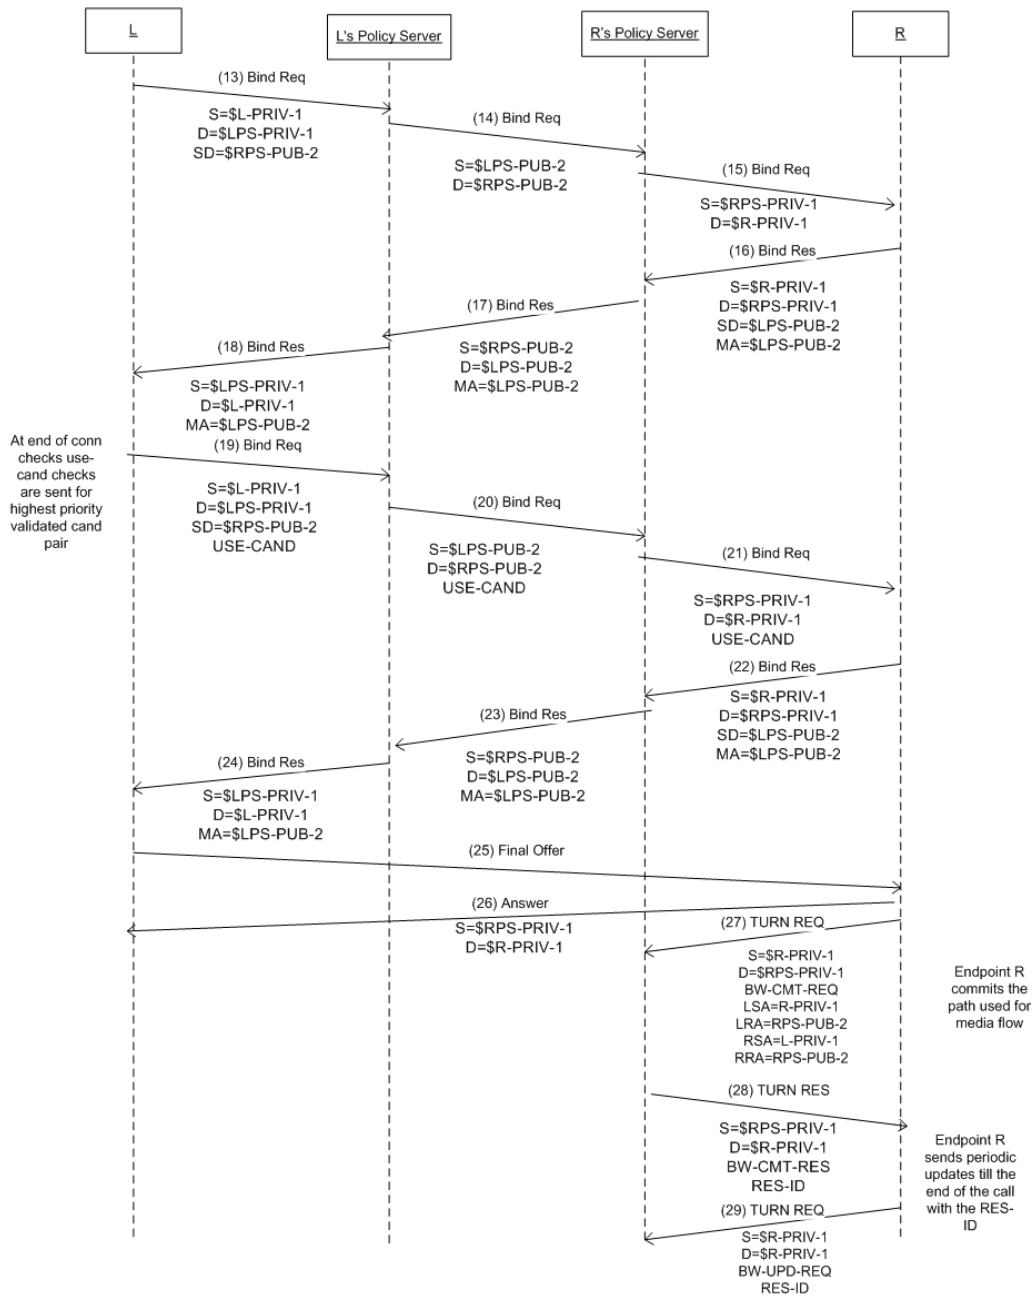 L
L's Policy Server
R's Policy Server
R
(13) Bind Req
S=$L-PRIV-1
D=$LPS-PRIV-1
SD=$RPS-PUB-2
(14) Bind Req
S=$LPS-PUB-2
D=$RPS-PUB-2
(15) Bind Req
S=$RPS-PRIV-1
D=$R-PRIV-1
(16) Bind Res
S=$R-PRIV-1
D=$RPS-PRIV-1
SD=$LPS-PUB-2
MA=$LPS-PUB-2
(17) Bind Res
S=$RPS-PUB-2
D=$LPS-PUB-2
MA=$LPS-PUB-2
(18) Bind Res
S=$LPS-PRIV-1
D=$L-PRIV-1
MA=$LPS-PUB-2
At end of conn
checks use-
cand checks
are sent for
highest priority
validated cand
pair
(19) Bind Req
S=$L-PRIV-1
D=$LPS-PRIV-1
SD=$RPS-PUB-2
USE-CAND
(20) Bind Req
S=$LPS-PUB-2
D=$RPS-PUB-2
USE-CAND
(21) Bind Req
S=$RPS-PRIV-1
D=$R-PRIV-1
USE-CAND
(22) Bind Res
S=$R-PRIV-1
D=$RPS-PRIV-1
SD=$LPS-PUB-2
MA=$LPS-PUB-2
(23) Bind Res
S=$RPS-PUB-2
D=$LPS-PUB-2
MA=$LPS-PUB-2
(24) Bind Res
S=$LPS-PRIV-1
D=$L-PRIV-1
MA=$LPS-PUB-2
(25) Final Offer
(26) Answer
S=$RPS-PRIV-1
D=$R-PRIV-1
(27) TURN REQ
S=$R-PRIV-1
D=$RPS-PRIV-1
BW-CMT-REQ
LSA=R-PRIV-1
LRA=RPS-PUB-2
RSA=L-PRIV-1
RRA=RPS-PUB-2
Endpoint R
commits the
path used for
media flow
(28) TURN RES
S=$RPS-PRIV-1
D=$R-PRIV-1
BW-CMT-RES
RES-ID
Endpoint R
sends periodic
updates till the
end of the call
with the RES-
ID
(29) TURN REQ
S=$R-PRIV-1
D=$R-PRIV-1
BW-UPD-REQ
RES-ID